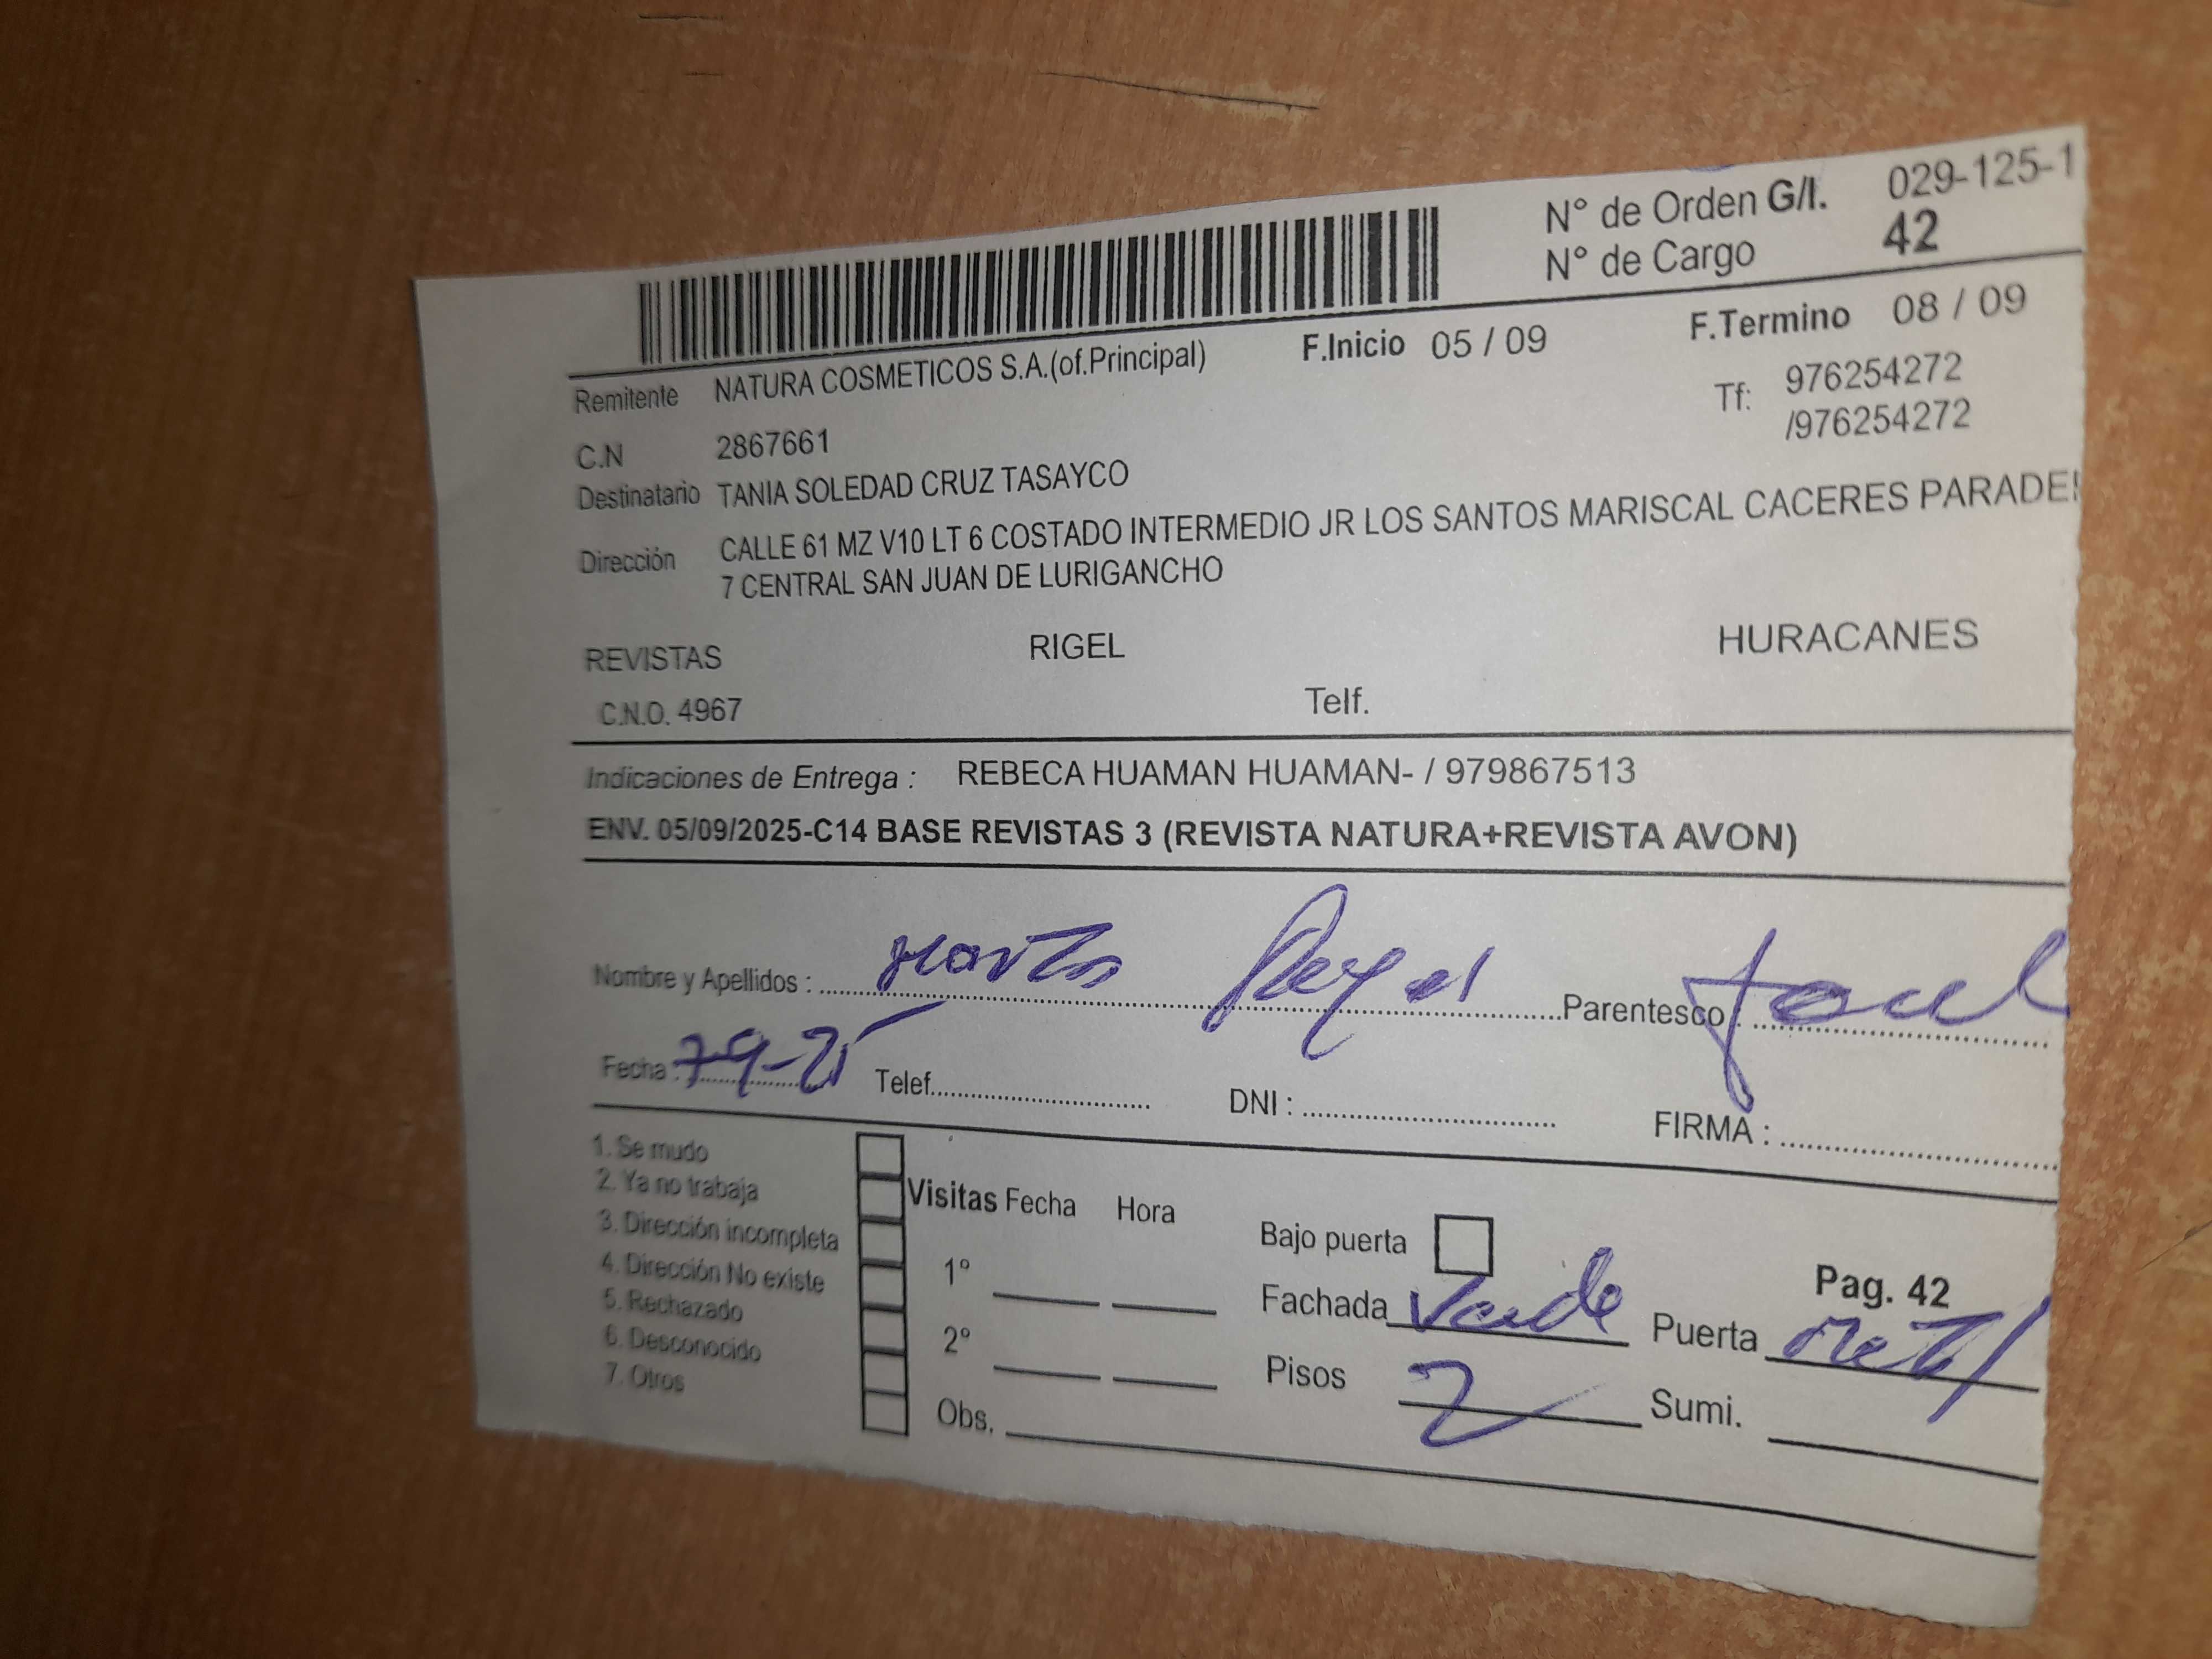 N° de Orden G/I. 029-125-1
N° de Cargo 42
F.Inicio 05 / 09 F.Termino 08 / 09
Remitente NATURA COSMETICOS S.A.(of.Principal)
Tf: 976254272
/976254272
C.N 2867661
Destinatario TANIA SOLEDAD CRUZ TASAYCO
Dirección CALLE 61 MZ V10 LT 6 COSTADO INTERMEDIO JR LOS SANTOS MARISCAL CACERES PARADE
7 CENTRAL SAN JUAN DE LURIGANCHO
REVISTAS RIGEL HURACANES
C.N.O. 4967 Telf.
Indicaciones de Entrega : REBECA HUAMAN HUAMAN- / 979867513
ENV. 05/09/2025-C14 BASE REVISTAS 3 (REVISTA NATURA+REVISTA AVON)
Nombre y Apellidos : Parentesco :
Fecha : 7-9-25 Telef. DNI : FIRMA :
1. Se mudo
2. Ya no trabaja
3. Dirección incompleta
4. Dirección No existe
5. Rechazado
6. Desconocido
7. Otros
Visitas Fecha Hora
1°
2°
Obs.
Bajo puerta
Pag. 42
Fachada Verde Puerta
Pisos 2 Sumi.